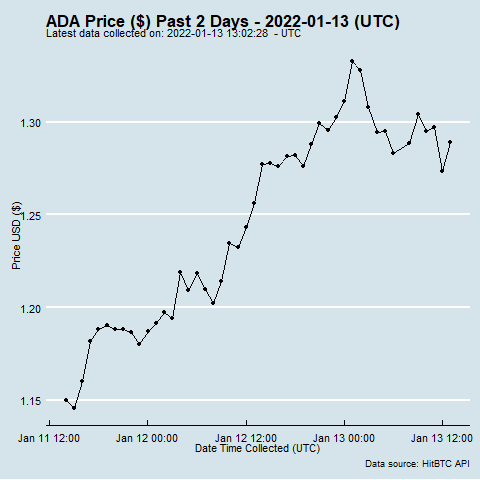 ADA Price ($) Past 2 Days - 2022-01-13 (UTC)
Latest data collected on: 2022-01-13 13:02:28 - UTC
Price USD ($)
1.30
1.25
1.20
1.15
Jan 11 12:00 Jan 12 00:00 Jan 12 12:00 Jan 13 00:00 Jan 13 12:00
Date Time Collected (UTC)
Data source: HitBTC API